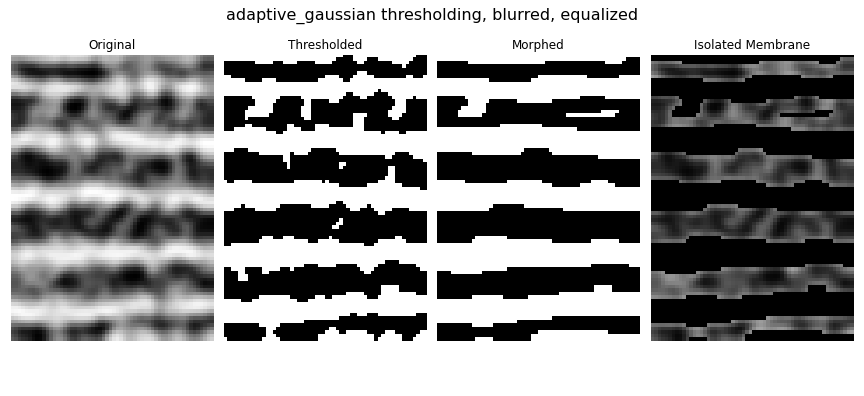 adaptive_gaussian thresholding, blurred, equalized
Original
Thresholded
Morphed
Isolated Membrane